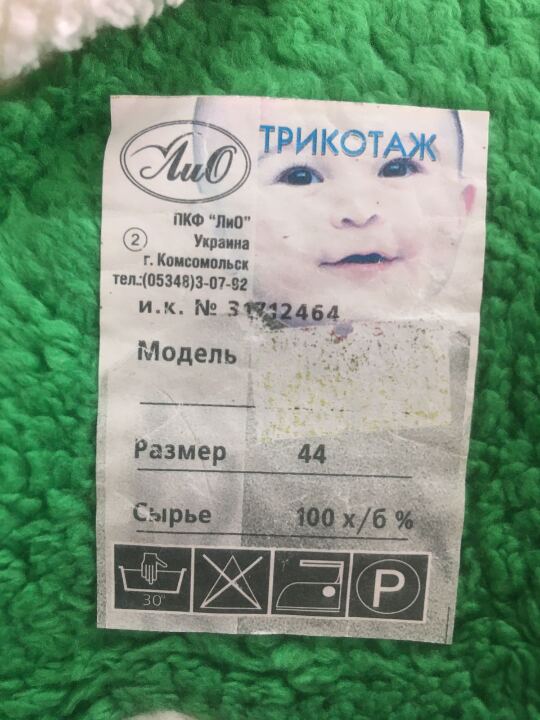 ЛиО
ТРИКОТАЖ
ПКФ "ЛиО"
2 Украина
г. Комсомольск
тел.:(05348)3-07-92
и.к. № 31712464
Модель
Размер 44
Сырье 100 х/б %
30°
P